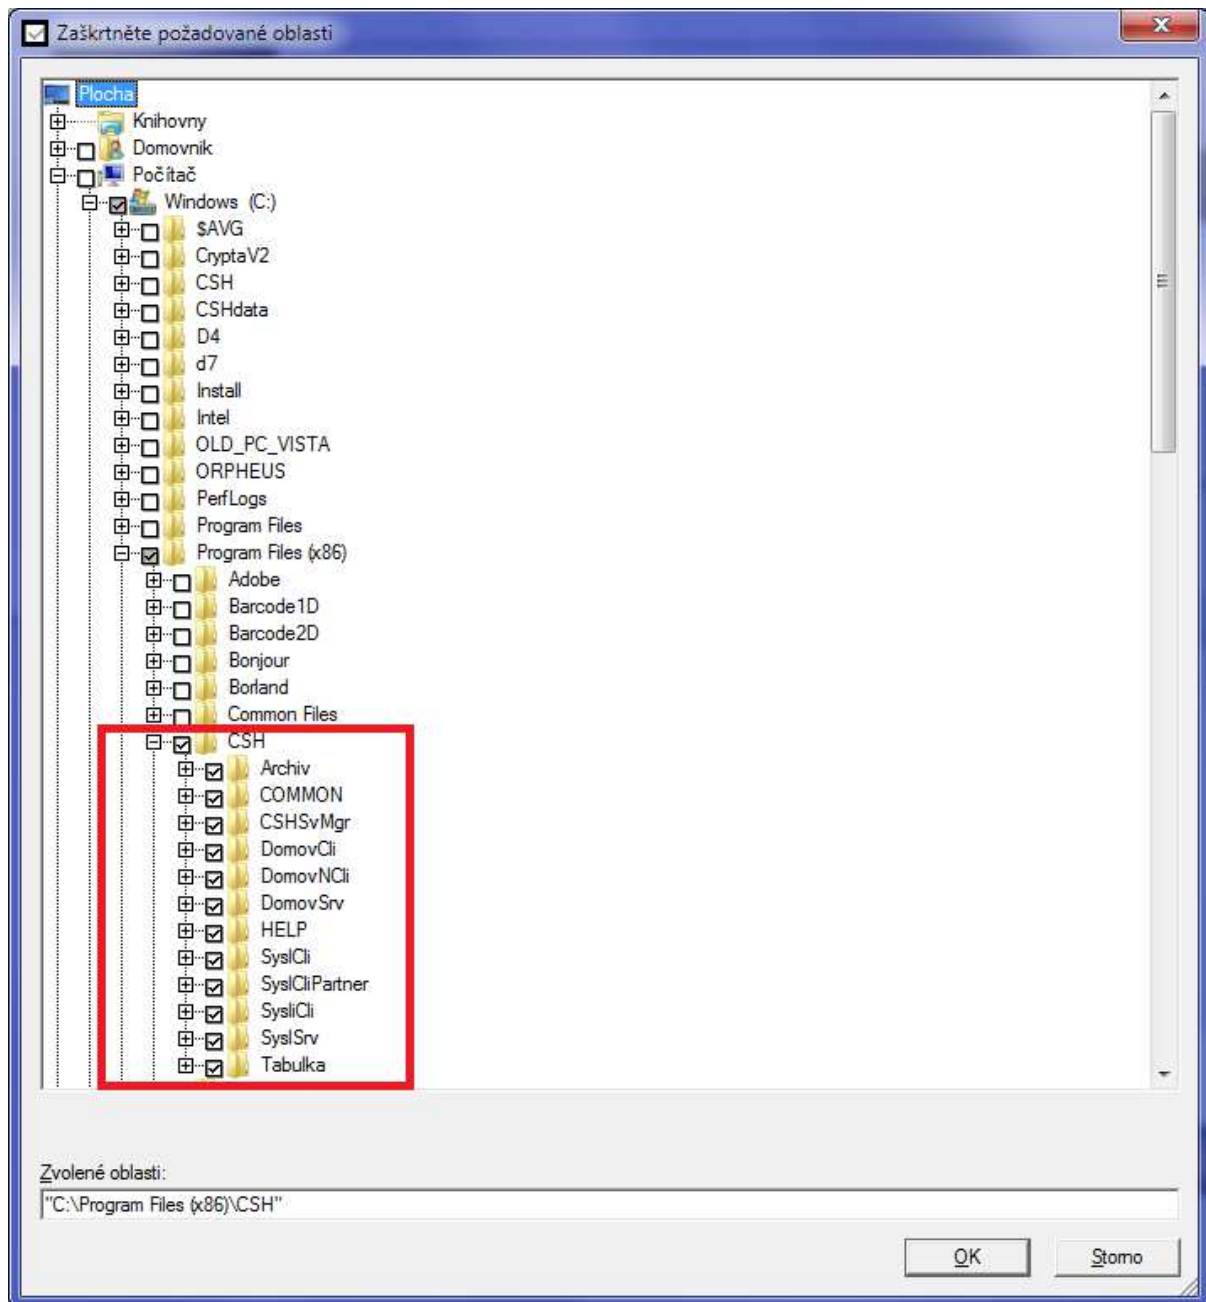 Zaškrtněte požadované oblasti
Plocha
Knihovny
Domovnik
Počítač
Windows (C:)
$AVG
CryptaV2
CSH
CSHdata
D4
d7
Install
Intel
OLD_PC_VISTA
ORPHEUS
PerfLogs
Program Files
Program Files (x86)
Adobe
Barcode1D
Barcode2D
Bonjour
Borland
Common Files
CSH
Archiv
COMMON
CSHSvMgr
DomovCli
DomovNCli
DomovSrv
HELP
SyslCli
SyslCliPartner
SysliCli
SyslSrv
Tabulka
Zvolené oblasti:
"C:\Program Files (x86)\CSH"
OK Storno